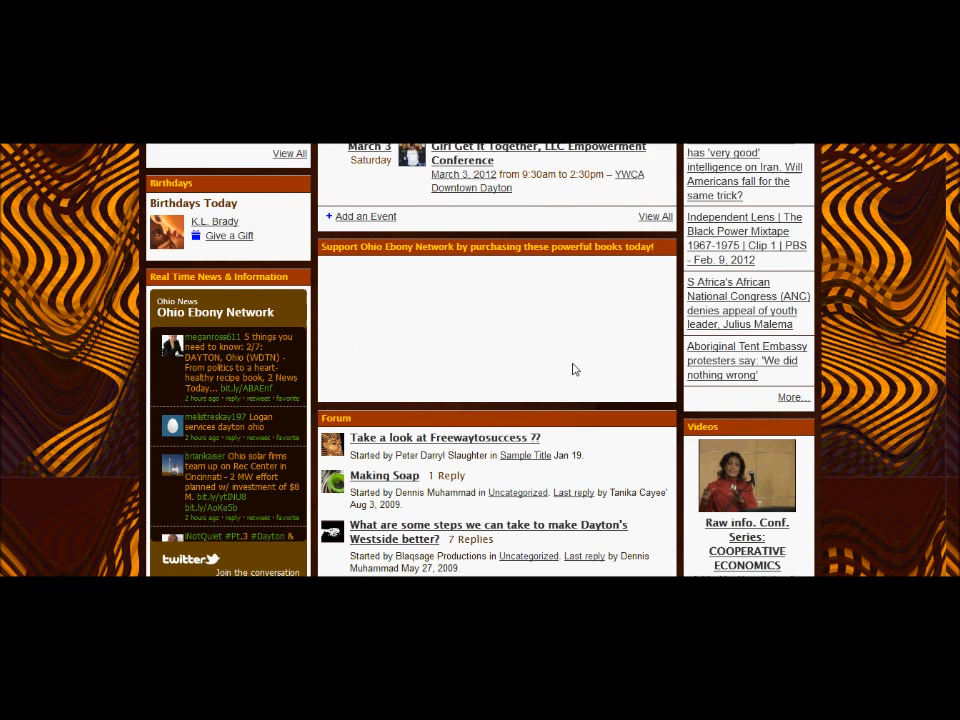 View All
Birthdays
Birthdays Today
K.L. Brady
Give a Gift
Real Time News & Information
Ohio News
Ohio Ebony Network
meganross611 5 things you
need to know: 2/7:
DAYTON, Ohio (WDTN) -
From politics to a heart-
healthy recipe book, 2 News
Today... bit.ly/ABAEnf
2 hours ago · reply · retweet · favorite
melistreskay197 Logan
services dayton ohio
2 hours ago · reply · retweet · favorite
briankaiser Ohio solar firms
team up on Rec Center in
Cincinnati - 2 MW effort
planned w/ investment of $8
M. bit.ly/ytINU8
bit.ly/AoKe5b
2 hours ago · reply · retweet · favorite
iNotQuiet #Pt.3 #Dayton &
twitter
Join the conversation
March 3
Saturday
Girl Get It Together, LLC Empowerment
Conference
March 3, 2012 from 9:30am to 2:30pm – YWCA
Downtown Dayton
+ Add an Event
View All
Support Ohio Ebony Network by purchasing these powerful books today!
Forum
Take a look at Freewaytosuccess ??
Started by Peter Darryl Slaughter in Sample Title Jan 19.
Making Soap 1 Reply
Started by Dennis Muhammad in Uncategorized. Last reply by Tanika Cayee'
Aug 3, 2009.
What are some steps we can take to make Dayton's
Westside better? 7 Replies
Started by Blaqsage Productions in Uncategorized. Last reply by Dennis
Muhammad May 27, 2009.
has 'very good'
intelligence on Iran. Will
Americans fall for the
same trick?
Independent Lens | The
Black Power Mixtape
1967-1975 | Clip 1 | PBS
- Feb. 9, 2012
S Africa's African
National Congress (ANC)
denies appeal of youth
leader, Julius Malema
Aboriginal Tent Embassy
protesters say: 'We did
nothing wrong'
More...
Videos
Raw info. Conf.
Series:
COOPERATIVE
ECONOMICS